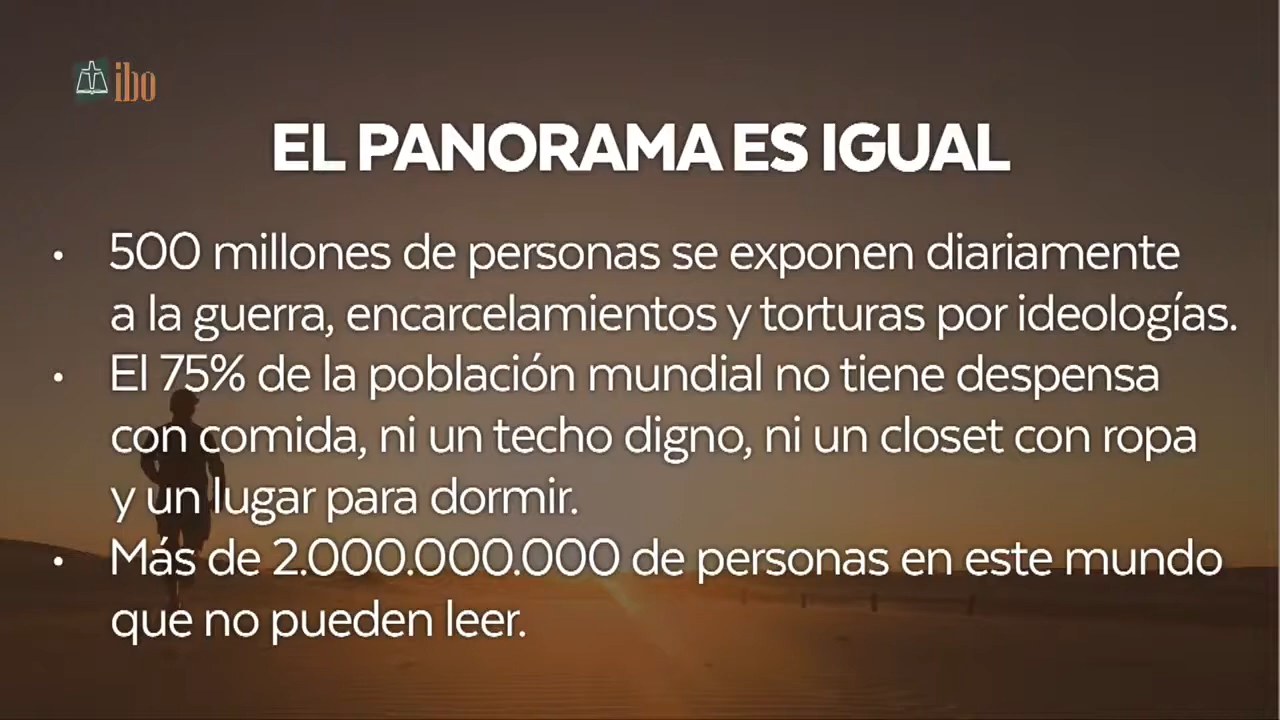 ibo
EL PANORAMA ES IGUAL
• 500 millones de personas se exponen diariamente
a la guerra, encarcelamientos y torturas por ideologías.
• El 75% de la población mundial no tiene despensa
con comida, ni un techo digno, ni un closet con ropa
y un lugar para dormir.
• Más de 2.000.000.000 de personas en este mundo
que no pueden leer.